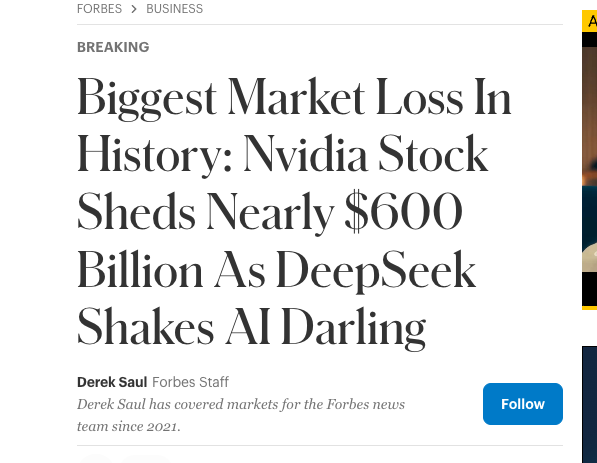 FORBES > BUSINESS
BREAKING
Biggest Market Loss In
History: Nvidia Stock
Sheds Nearly $600
Billion As DeepSeek
Shakes AI Darling
Derek Saul Forbes Staff
Derek Saul has covered markets for the Forbes news
team since 2021.
Follow